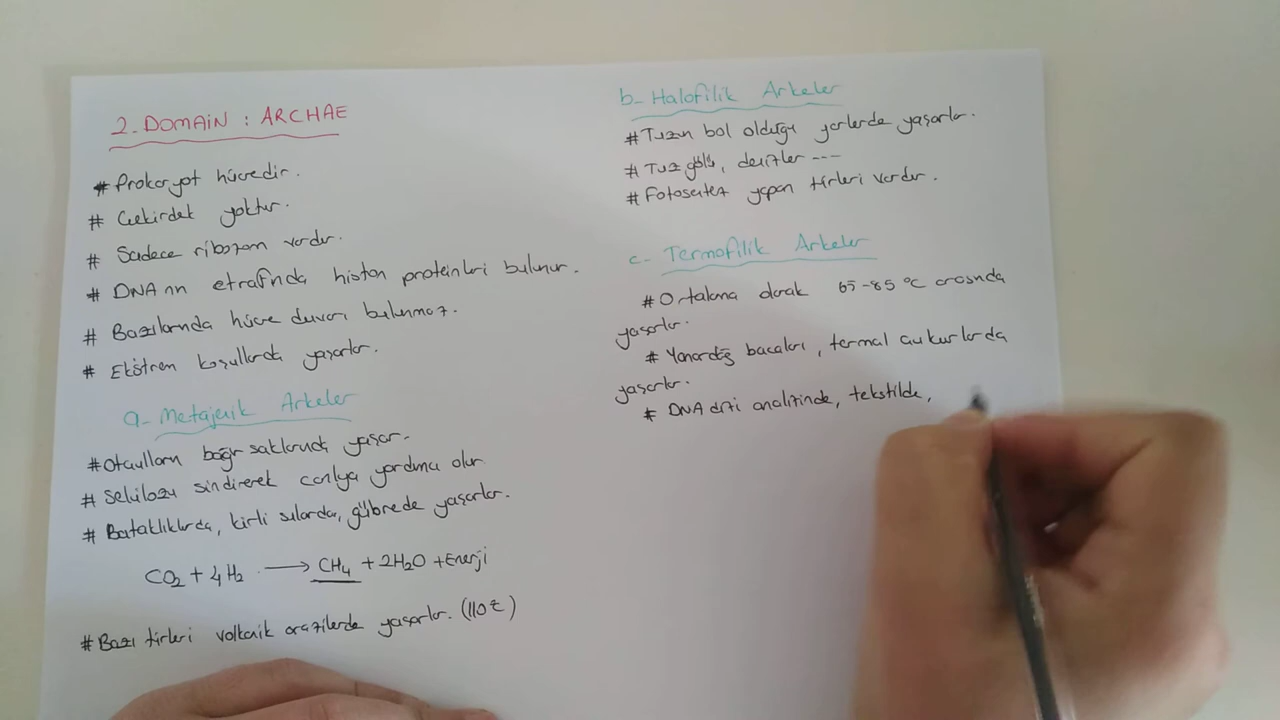 2. DOMAIN : ARCHAE
# Prokaryot hücredir.
# Çekirdek yoktur.
# Sadece ribozom vardır.
# DNA nın etrafında histon proteinleri bulunur.
# Bazılarında hücre duvarı bulunmaz.
# Ekstrem koşullarda yaşarlar.
a- Metajenik Arkeler
# Otçulların bağırsaklarında yaşar.
# Selülozu sindirerek canlıya yardımcı olur
# Bataklıklarda, kirli sularda, gübrede yaşarlar.
CO₂ + 4H₂ ⟶ CH₄ + 2H₂O + Enerji
# Bazı türleri volkanik arazilerde yaşarlar. (110 C)
b- Halofilik Arkeler
# Tuzun bol olduğu yerlerde yaşarlar.
# Tuz gölü, denizler ---
# Fotosentez yapan türleri vardır.
c- Termofilik Arkeler
# Ortalama olarak 65-85 °C arasında
yaşarlar.
# Yanardağ bacaları, termal çukurlarda
yaşarlar.
# DNA dizi analizinde, tekstilde,